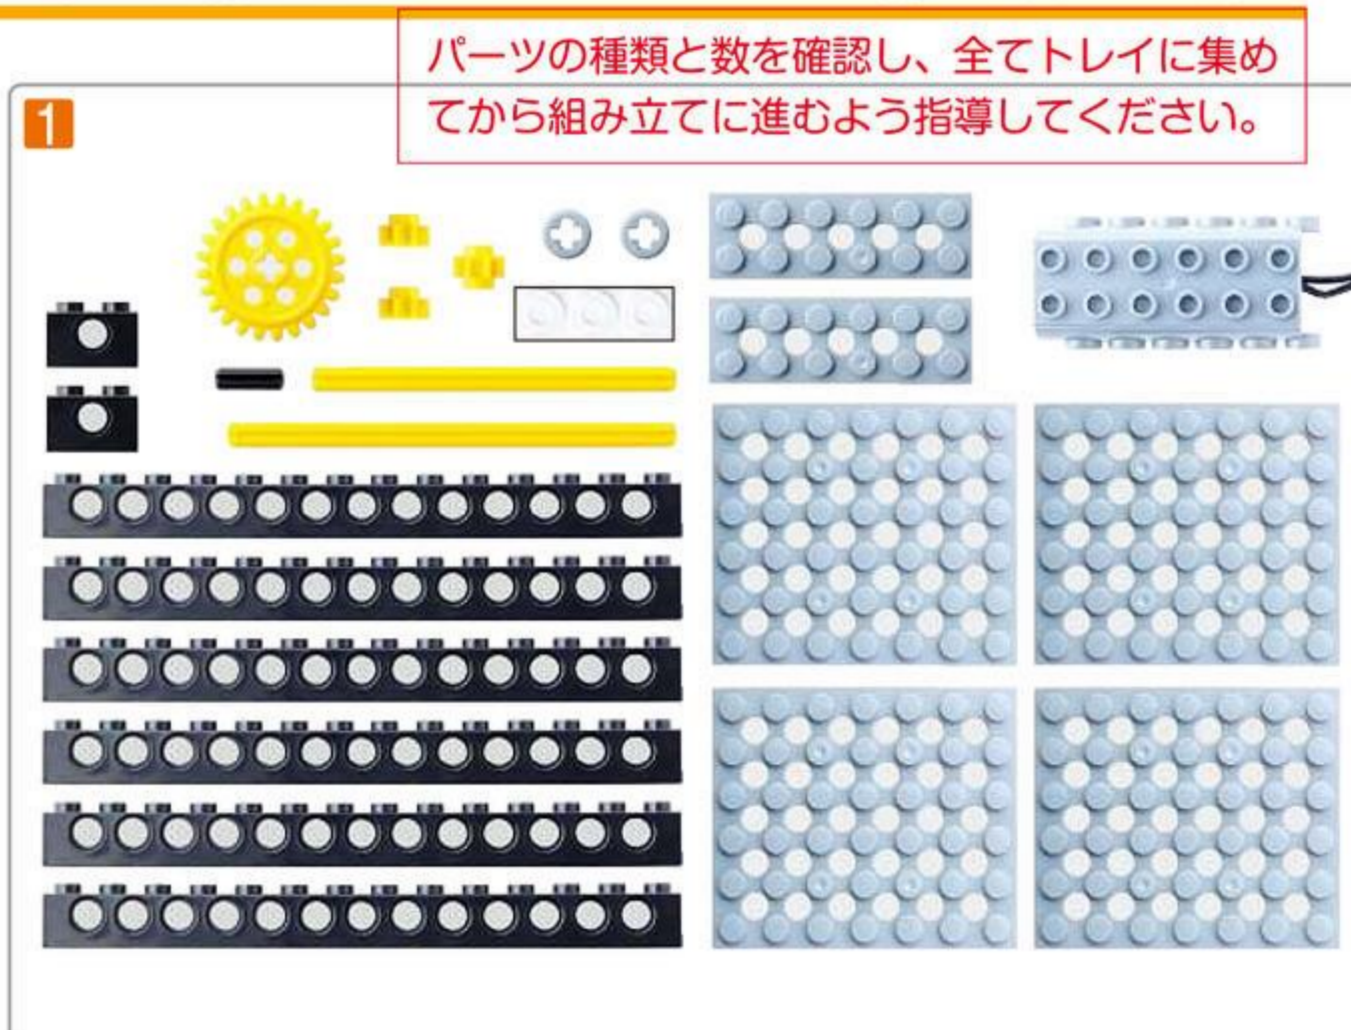 パーツの種類と数を確認し、全てトレイに集め
てから組み立てに進むよう指導してください。
1